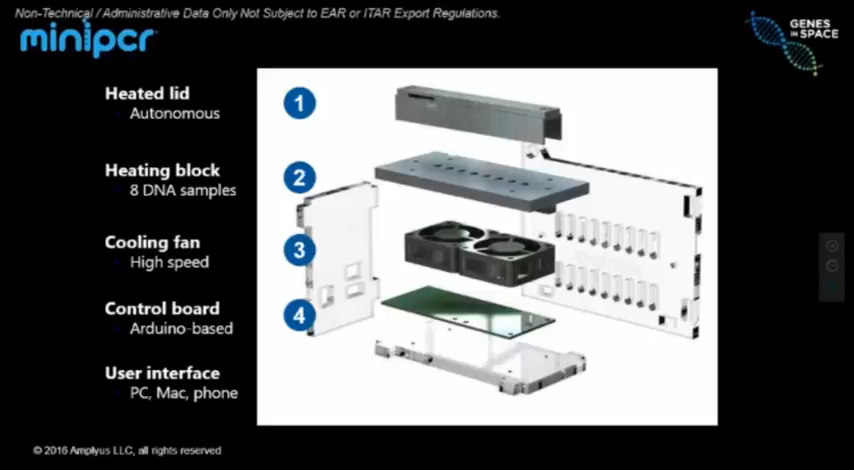 Non-Technical / Administrative Data Only Not Subject to EAR or ITAR Export Regulations.
minipcr
GENES
IN SPACE
Heated lid
Autonomous
1
Heating block
8 DNA samples
2
Cooling fan
High speed
3
Control board
Arduino-based
4
User interface
PC, Mac, phone
© 2016 Amplyus LLC, all rights reserved